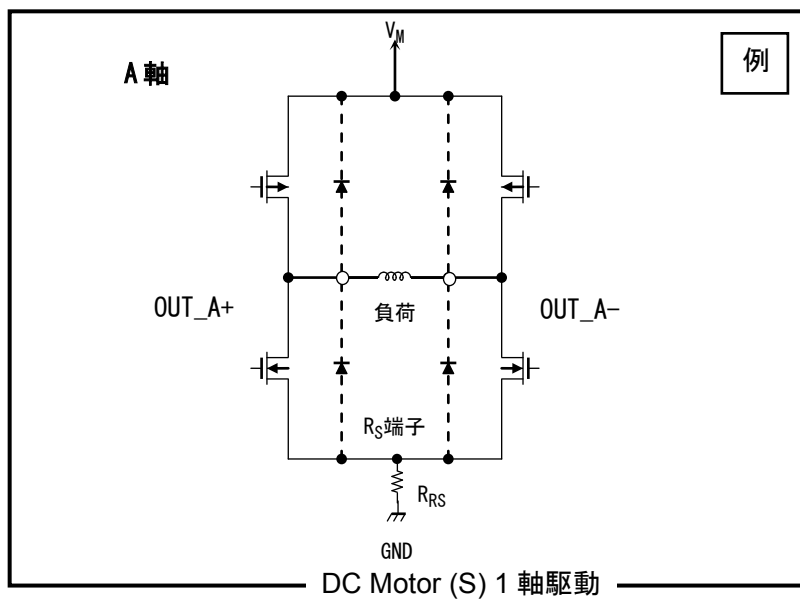 V_M
A 軸
例
OUT_A+
負荷
OUT_A-
R_S端子
R_RS
GND
DC Motor (S) 1 軸駆動